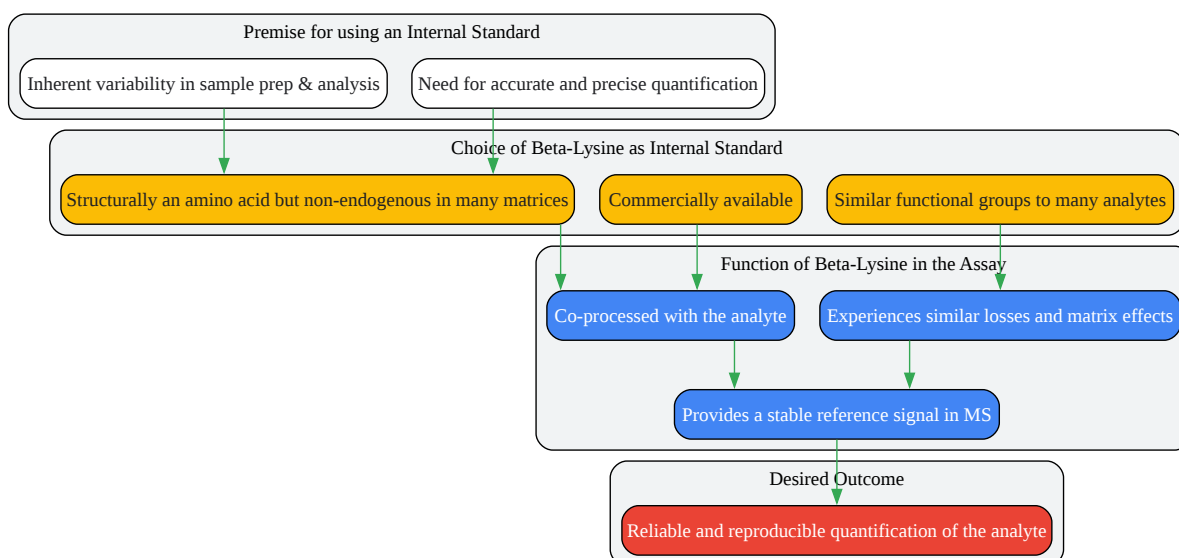 Premise for using an Internal Standard
Inherent variability in sample prep & analysis
Need for accurate and precise quantification
Choice of Beta-Lysine as Internal Standard
Structurally an amino acid but non-endogenous in many matrices
Commercially available
Similar functional groups to many analytes
Function of Beta-Lysine in the Assay
Co-processed with the analyte
Experiences similar losses and matrix effects
Provides a stable reference signal in MS
Desired Outcome
Reliable and reproducible quantification of the analyte